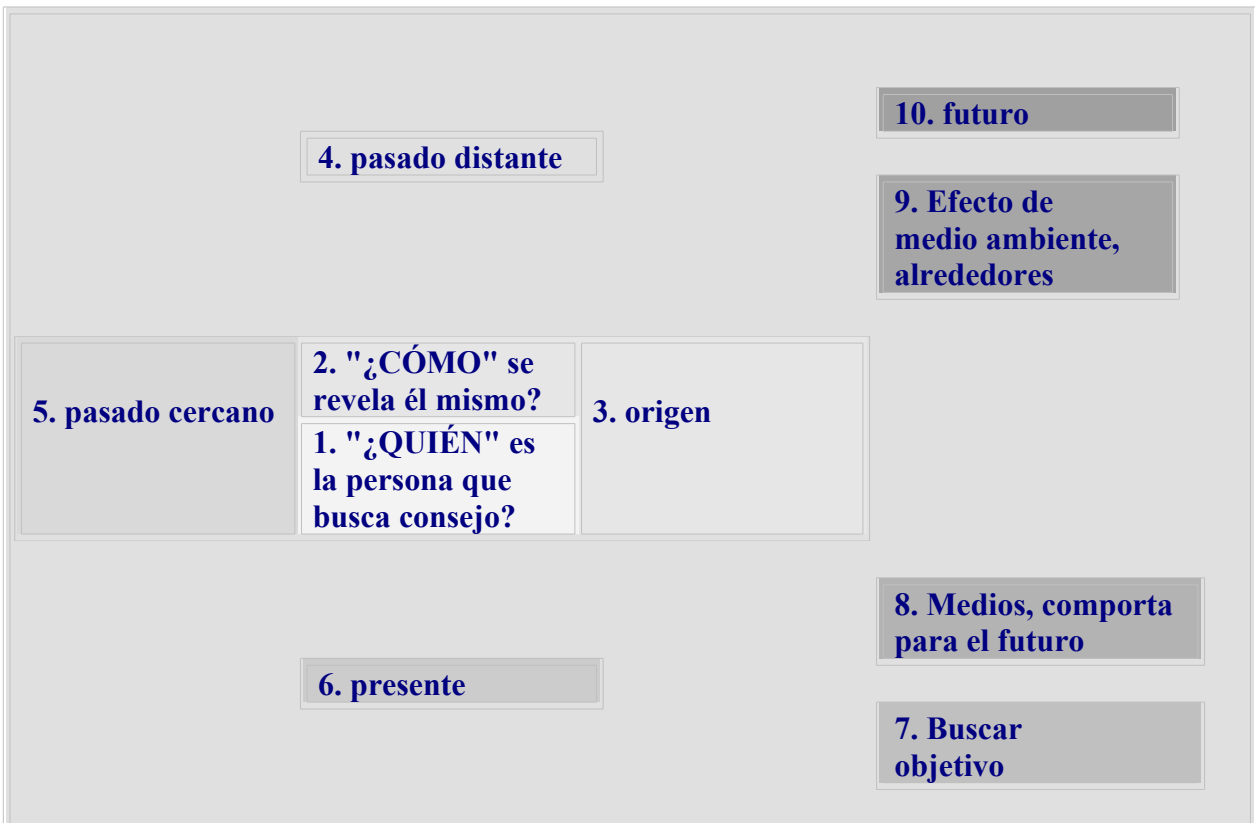 10. futuro
4. pasado distante
9. Efecto de
medio ambiente,
alrededores
2. "¿CÓMO" se
revela él mismo?
5. pasado cercano
3. origen
1. "¿QUIÉN" es
la persona que
busca consejo?
8. Medios, comporta
para el futuro
6. presente
7. Buscar
objetivo